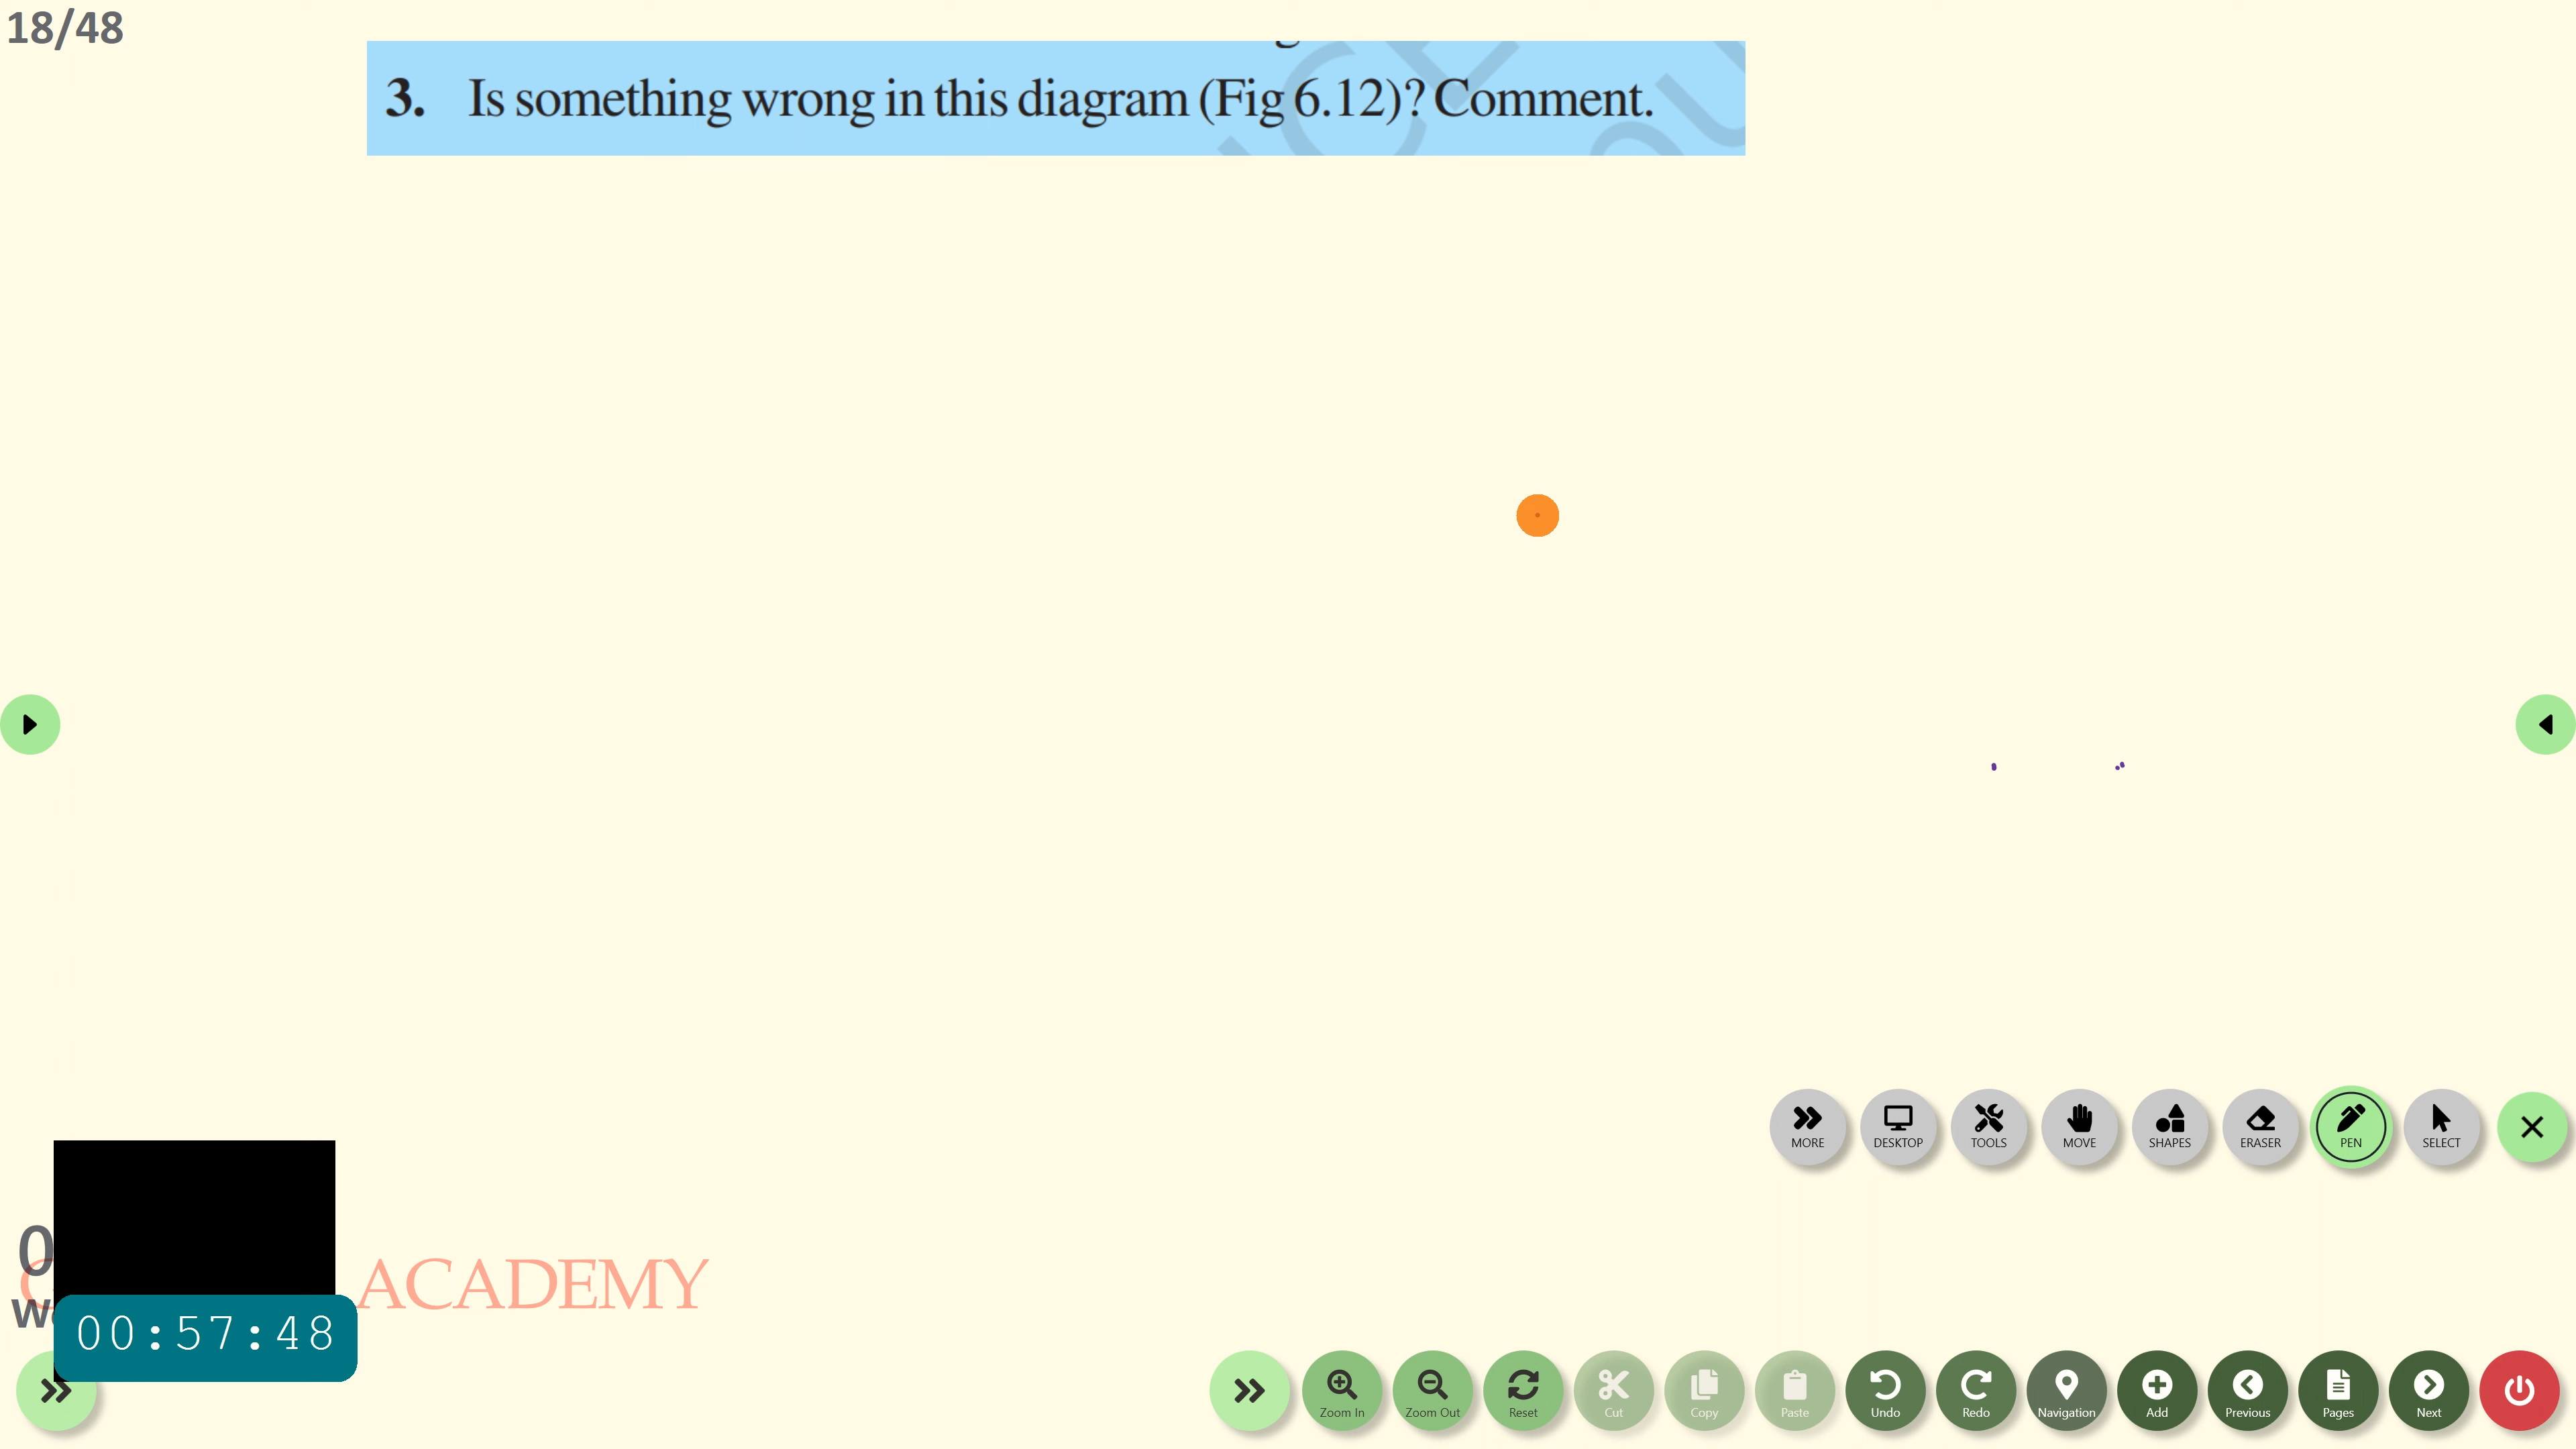 18/48
3. Is something wrong in this diagram (Fig 6.12)? Comment.
MORE
DESKTOP
TOOLS
MOVE
SHAPES
ERASER
PEN
SELECT
ACADEMY
00:57:48
Zoom In
Zoom Out
Reset
Cut
Copy
Paste
Undo
Redo
Navigation
Add
Previous
Pages
Next